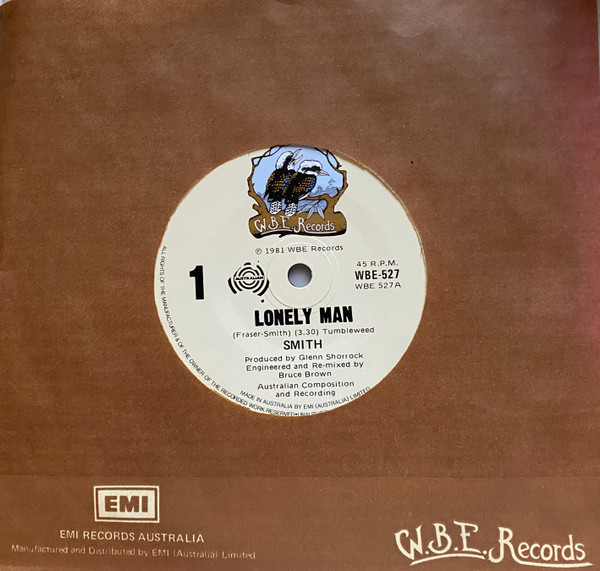 W.B.E. Records
℗ 1981 WBE Records
1
AUSTRALIAN
45 R.P.M.
WBE-527
WBE 527A
LONELY MAN
(Fraser-Smith) (3.30) Tumbleweed
SMITH
Produced by Glenn Shorrock
Engineered and Re-mixed by
Bruce Brown
Australian Composition
and Recording
MADE IN AUSTRALIA BY EMI (AUSTRALIA) LIMITED
ALL RIGHTS OF THE MANUFACTURER & OF THE OWNER OF THE RECORDED WORK RESERVED
EMI
EMI RECORDS AUSTRALIA
Manufactured and Distributed by EMI (Australia) Limited
W.B.E. Records